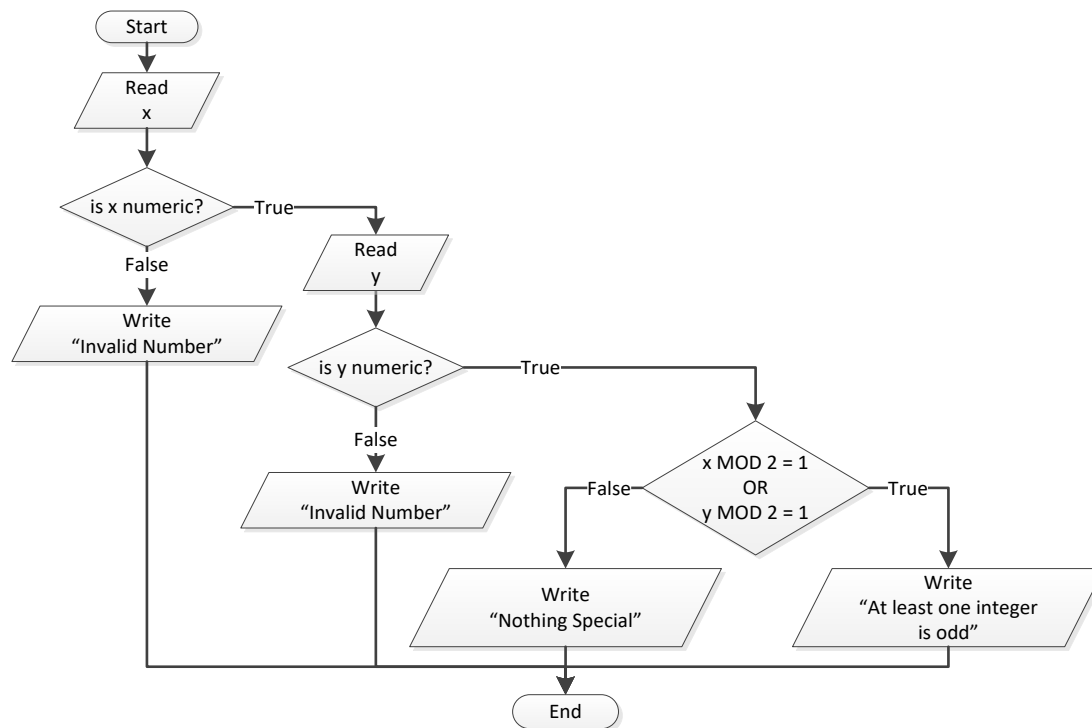 Start
Read
x
is x numeric?
True
False
Read
y
Write
“Invalid Number”
is y numeric?
True
False
x MOD 2 = 1
OR
y MOD 2 = 1
False
True
Write
“Invalid Number”
Write
“Nothing Special”
Write
“At least one integer
is odd”
End